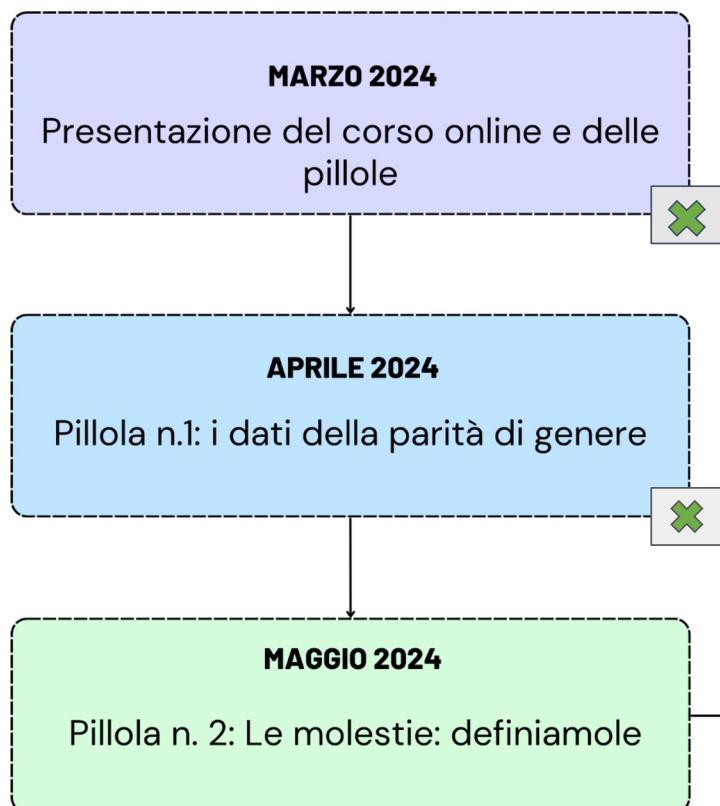 MARZO 2024
Presentazione del corso online e delle
pillole
APRILE 2024
Pillola n.1: i dati della parità di genere
MAGGIO 2024
Pillola n. 2: Le molestie: definiamole